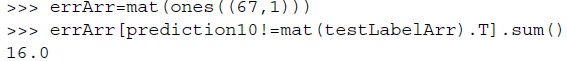 >>> errArr=mat(ones((67,1)))
>>> errArr[prediction10!=mat(testLabelArr).T].sum()
16.0